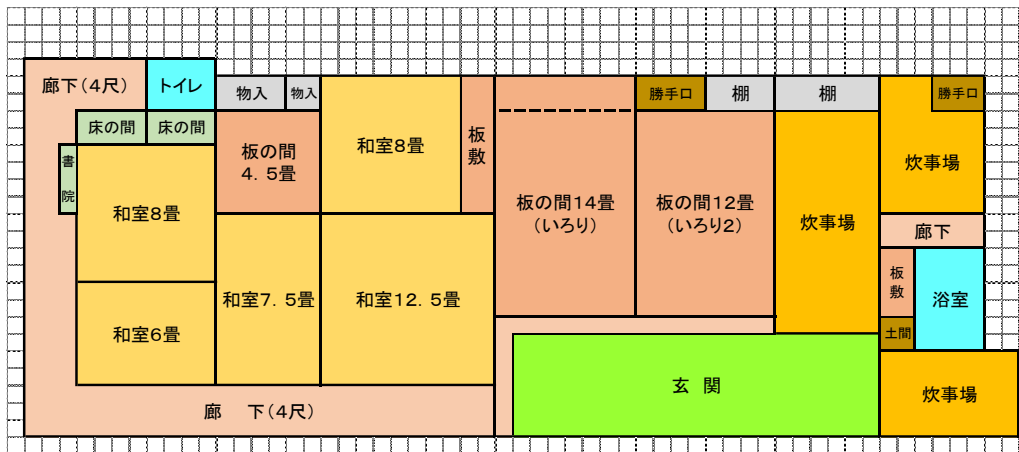 廊下(4尺)
トイレ
物入
物入
床の間
床の間
書
院
板の間
4.5畳
和室8畳
板
敷
和室8畳
和室6畳
和室7.5畳
和室12.5畳
廊 下(4尺)
板の間14畳
(いろり)
勝手口
棚
棚
板の間12畳
(いろり2)
炊事場
勝手口
炊事場
廊下
板
敷
浴室
土間
玄 関
炊事場